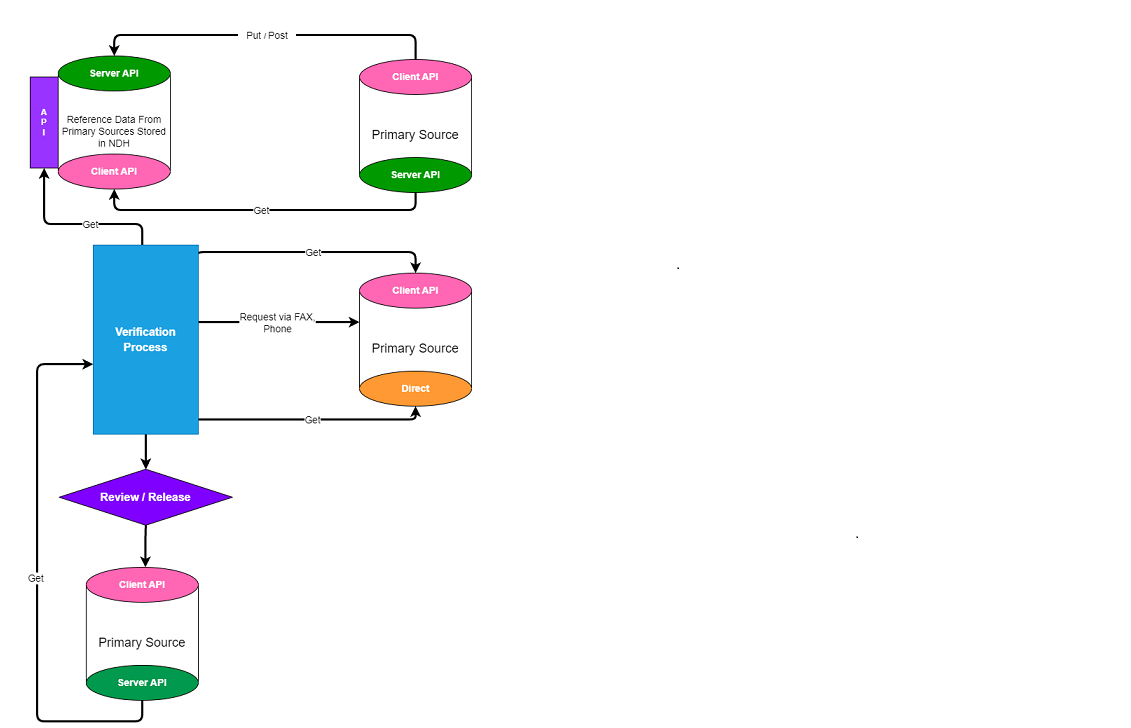 Put / Post
Server API
Client API
A
P
I
Reference Data From
Primary Sources Stored
in NDH
Primary Source
Client API
Server API
Get
Get
Get
Client API
Verification
Process
Request via FAX,
Phone
Primary Source
Direct
Get
Review / Release
Get
Client API
Primary Source
Server API